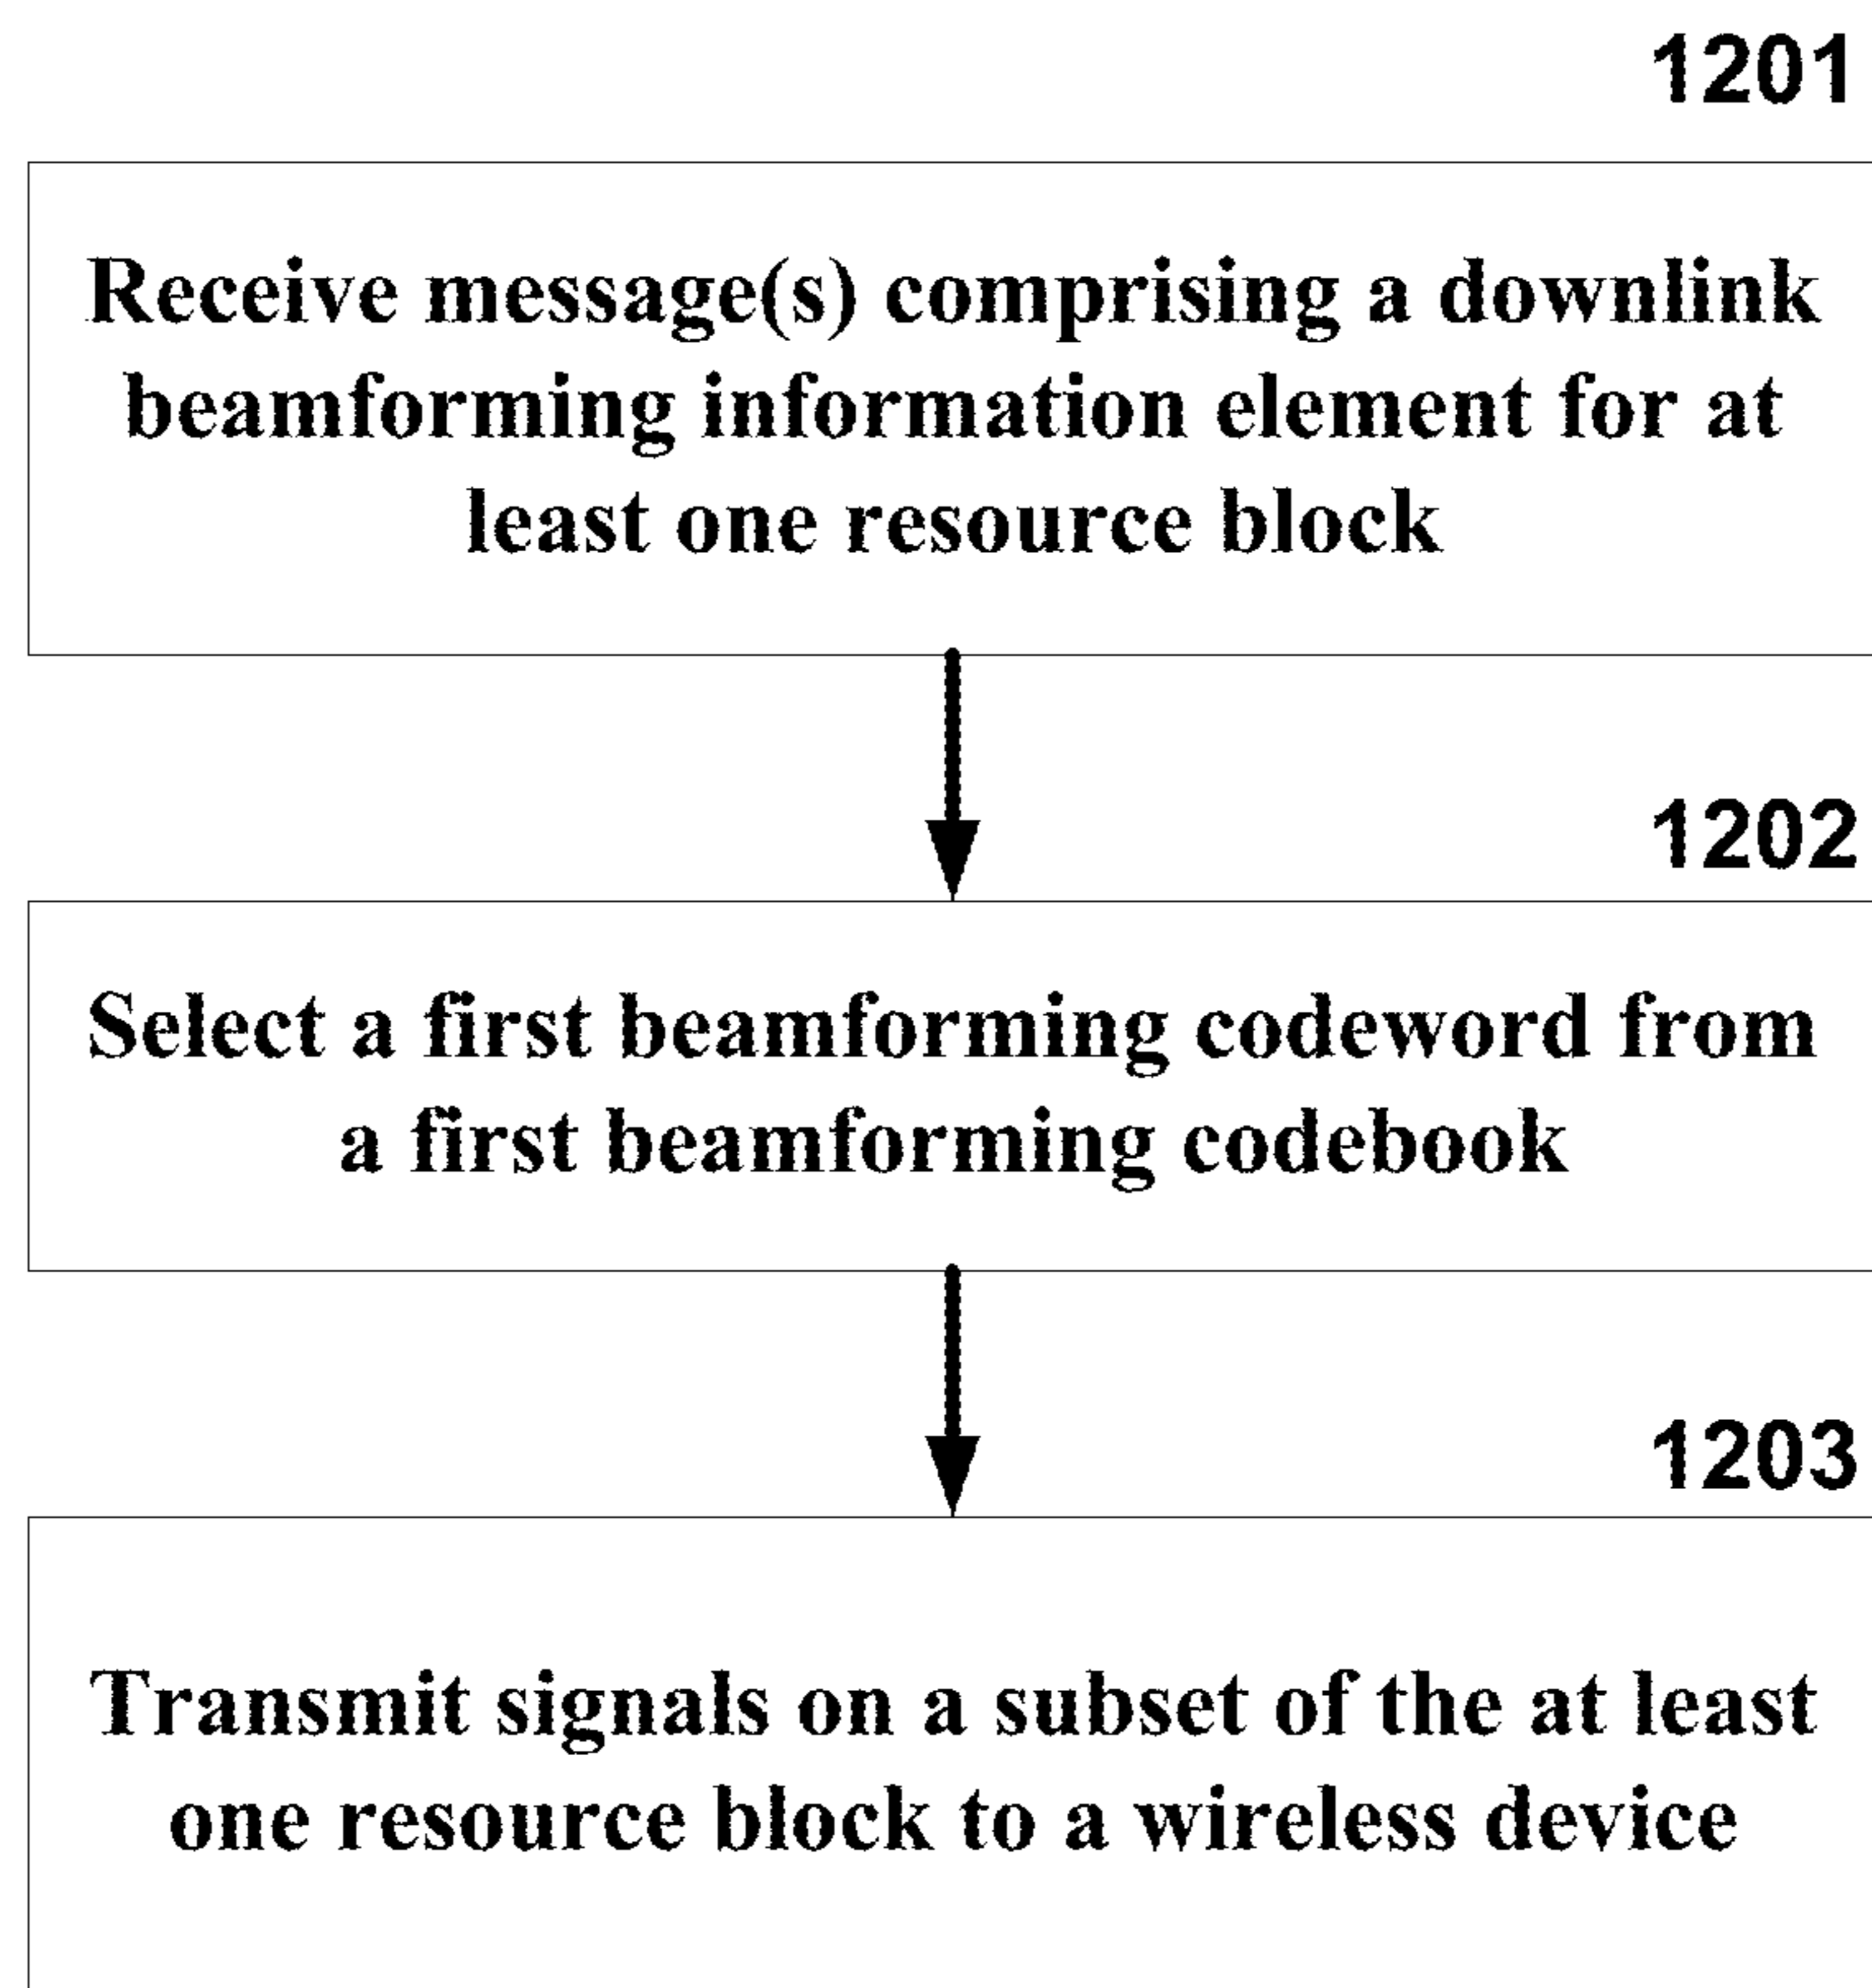 1201
Receive message(s) comprising a downlink
beamforming information element for at
least one resource block
1202
Select a first beamforming codeword from
a first beamforming codebook
1203
Transmit signals on a subset of the at least
one resource block to a wireless device